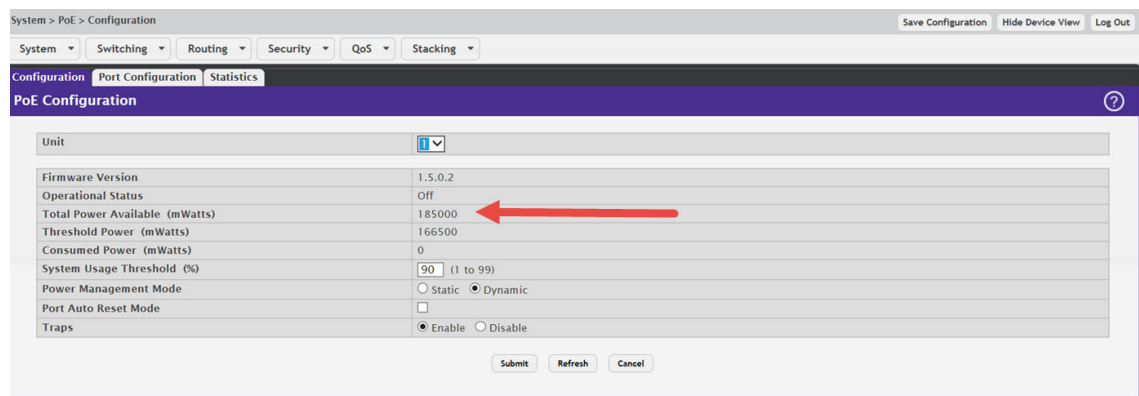 System > PoE > Configuration
Save Configuration Hide Device View Log Out
System Switching Routing Security QoS Stacking
Configuration Port Configuration Statistics
PoE Configuration ?
Unit 1
Firmware Version 1.5.0.2
Operational Status Off
Total Power Available (mWatts) 185000
Threshold Power (mWatts) 166500
Consumed Power (mWatts) 0
System Usage Threshold (%) 90 (1 to 99)
Power Management Mode Static Dynamic
Port Auto Reset Mode
Traps Enable Disable
Submit Refresh Cancel